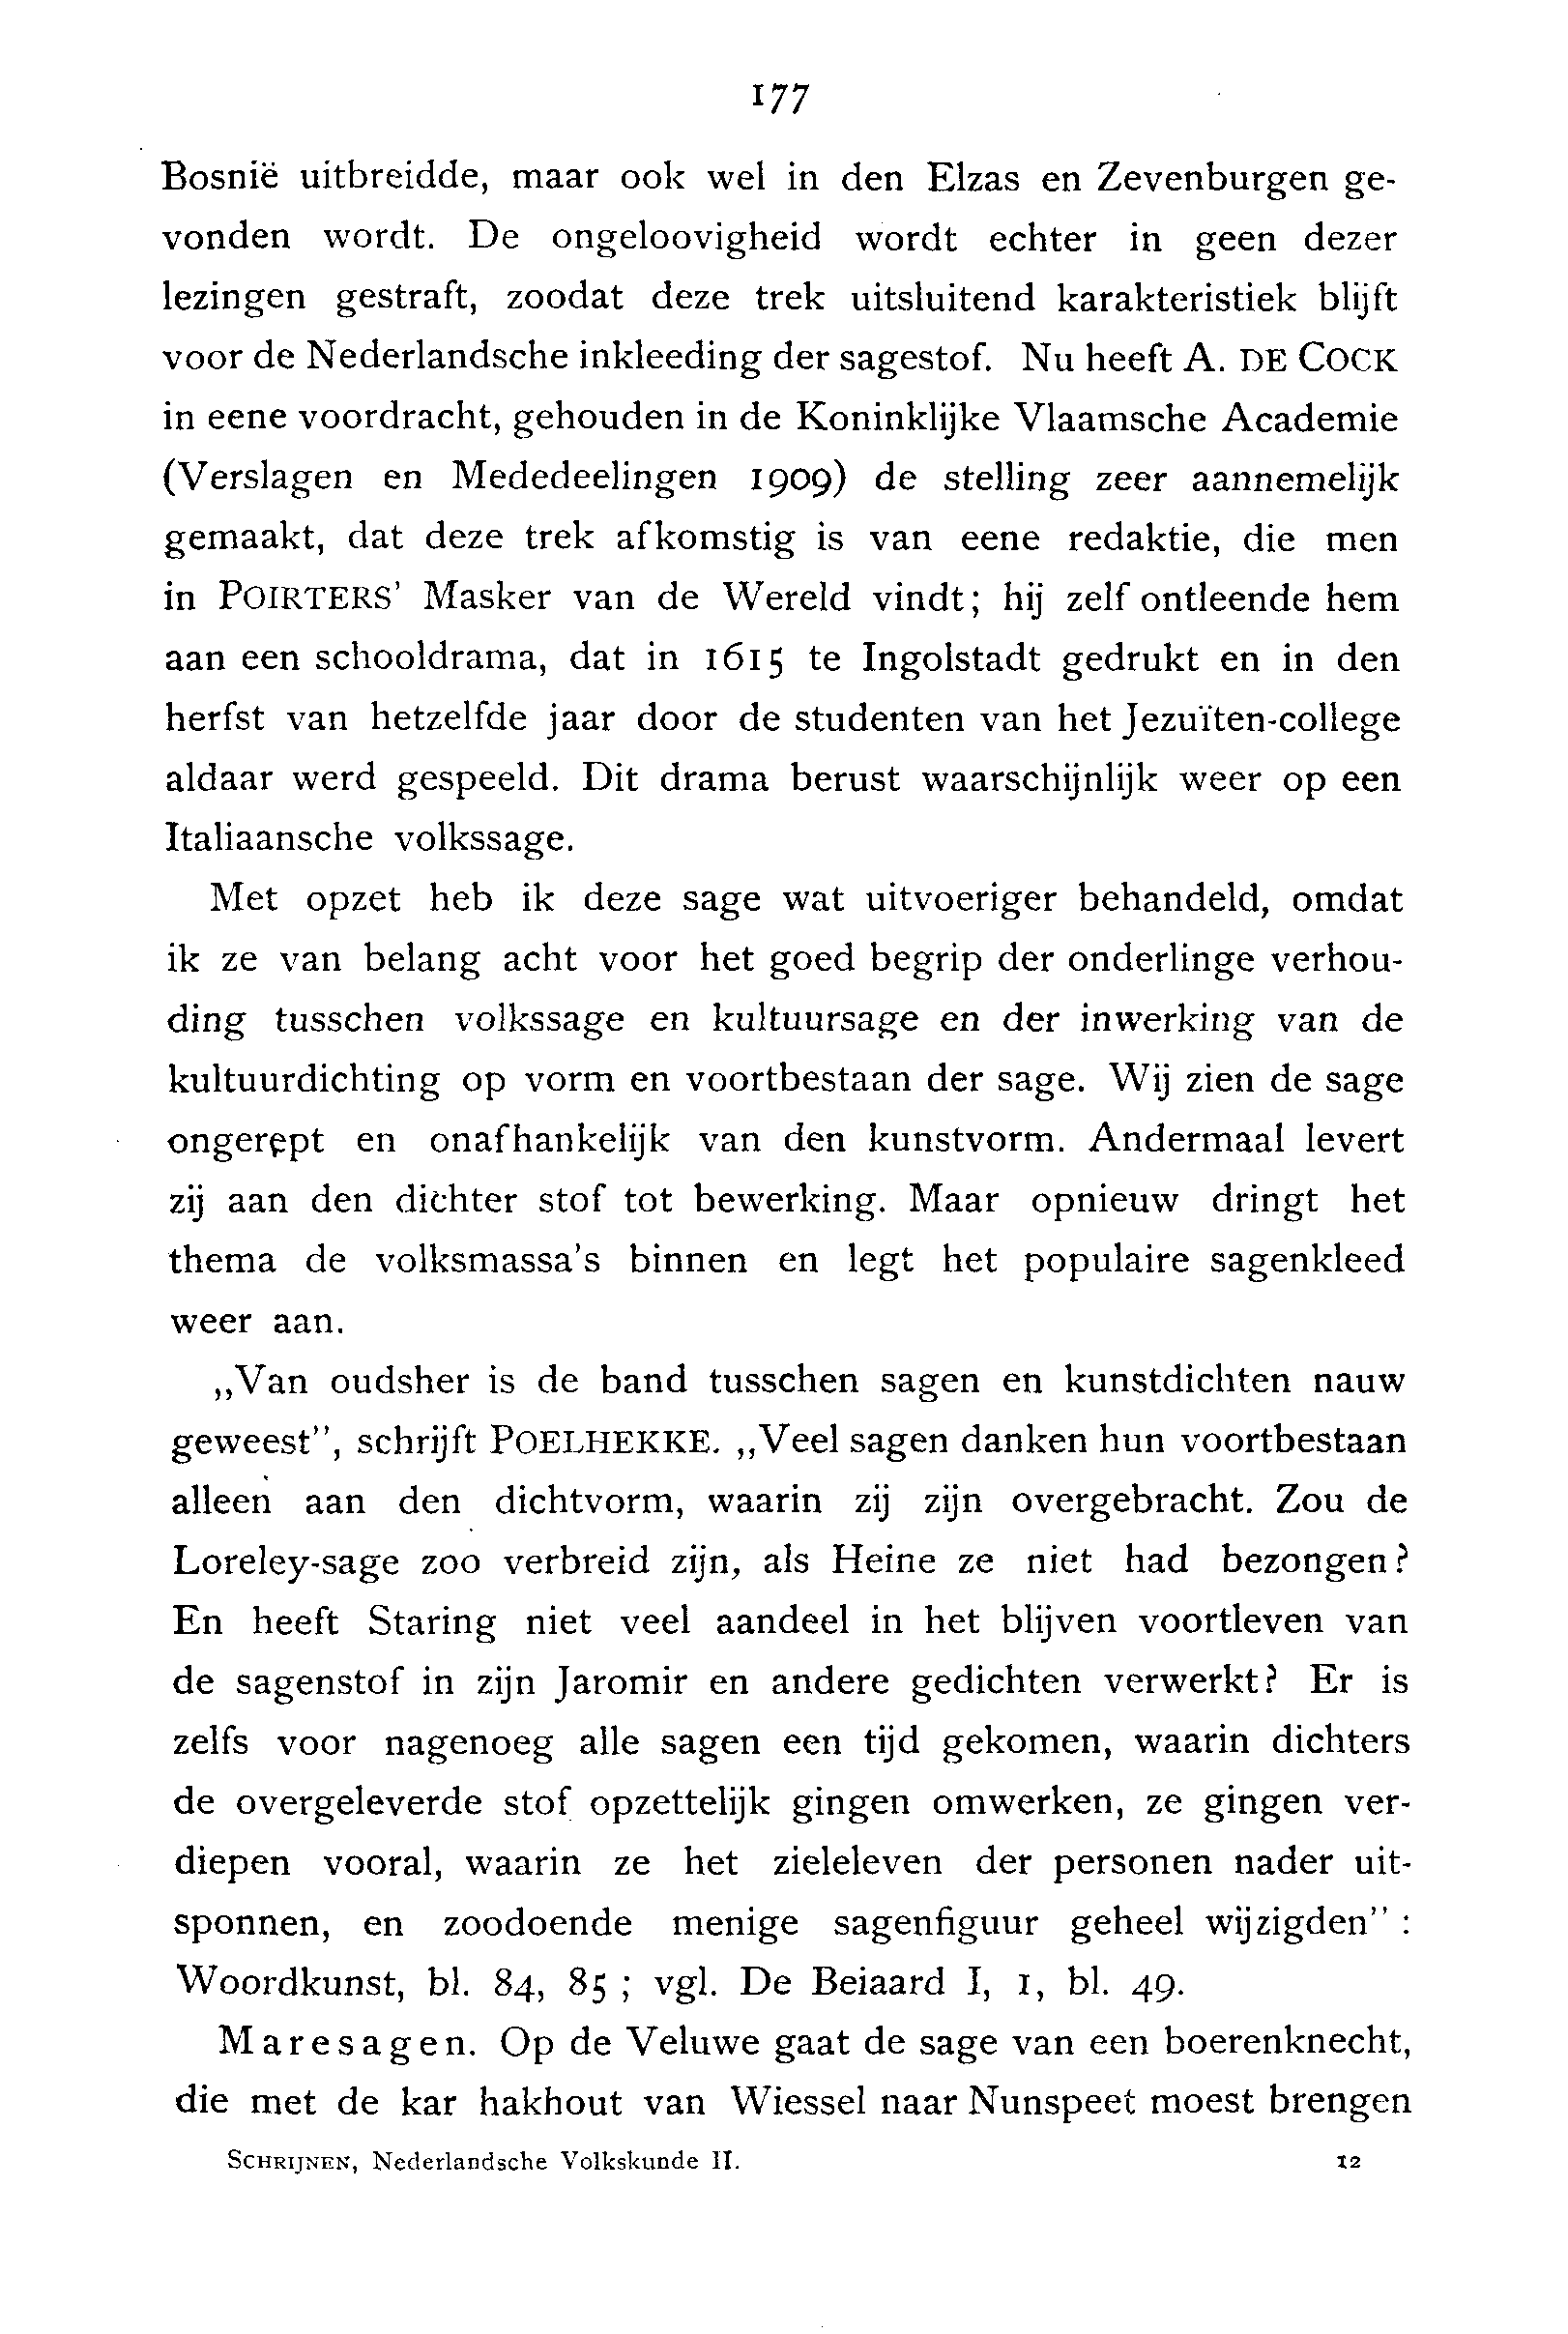 177
Bosnië uitbreidde, maar ook wel in den Elzas en Zevenburgen ge-
vonden wordt. De ongeloovigheid wordt echter in geen dezer
lezingen gestraft, zoodat deze trek uitsluitend karakteristiek blijft
voor de Nederlandsche inkleeding der sagestof. Nu heeft A. DE COCK
in eene voordracht, gehouden in de Koninklijke Vlaamsche Academie
(Verslagen en Mededeelingen 1909) de stelling zeer aannemelijk
gemaakt, dat deze trek afkomstig is van eene redaktie, die men
in POIRTERS' Masker van de Wereld vindt; hij zelf ontleende hem
aan een schooldrama, dat in 1615 te Ingolstadt gedrukt en in den
herfst van hetzelfde jaar door de studenten van het Jezuïten-college
aldaar werd gespeeld. Dit drama berust waarschijnlijk weer op een
Italiaansche volkssage.
Met opzet heb ik deze sage wat uitvoeriger behandeld, omdat
ik ze van belang acht voor het goed begrip der onderlinge verhou-
ding tusschen volkssage en kultuursage en der inwerking van de
kultuurdichting op vorm en voortbestaan der sage. Wij zien de sage
ongerept en onafhankelijk van den kunstvorm. Andermaal levert
zij aan den dichter stof tot bewerking. Maar opnieuw dringt het
thema de volksmassa's binnen en legt het populaire sagenkleed
weer aan.
„Van oudsher is de band tusschen sagen en kunstdichten nauw
geweest”, schrijft POELHEKKE. „Veel sagen danken hun voortbestaan
alleen aan den dichtvorm, waarin zij zijn overgebracht. Zou de
Loreley-sage zoo verbreid zijn, als Heine ze niet had bezongen?
En heeft Staring niet veel aandeel in het blijven voortleven van
de sagenstof in zijn Jaromir en andere gedichten verwerkt? Er is
zelfs voor nagenoeg alle sagen een tijd gekomen, waarin dichters
de overgeleverde stof opzettelijk gingen omwerken, ze gingen ver-
diepen vooral, waarin ze het zieleleven der personen nader uit-
sponnen, en zoodoende menige sagenfiguur geheel wijzigden” :
Woordkunst, bl. 84, 85 ; vgl. De Beiaard I, 1, bl. 49.
Maresagen. Op de Veluwe gaat de sage van een boerenknecht,
die met de kar hakhout van Wiessel naar Nunspeet moest brengen
SCHRIJNEN, Nederlandsche Volkskunde II. 12